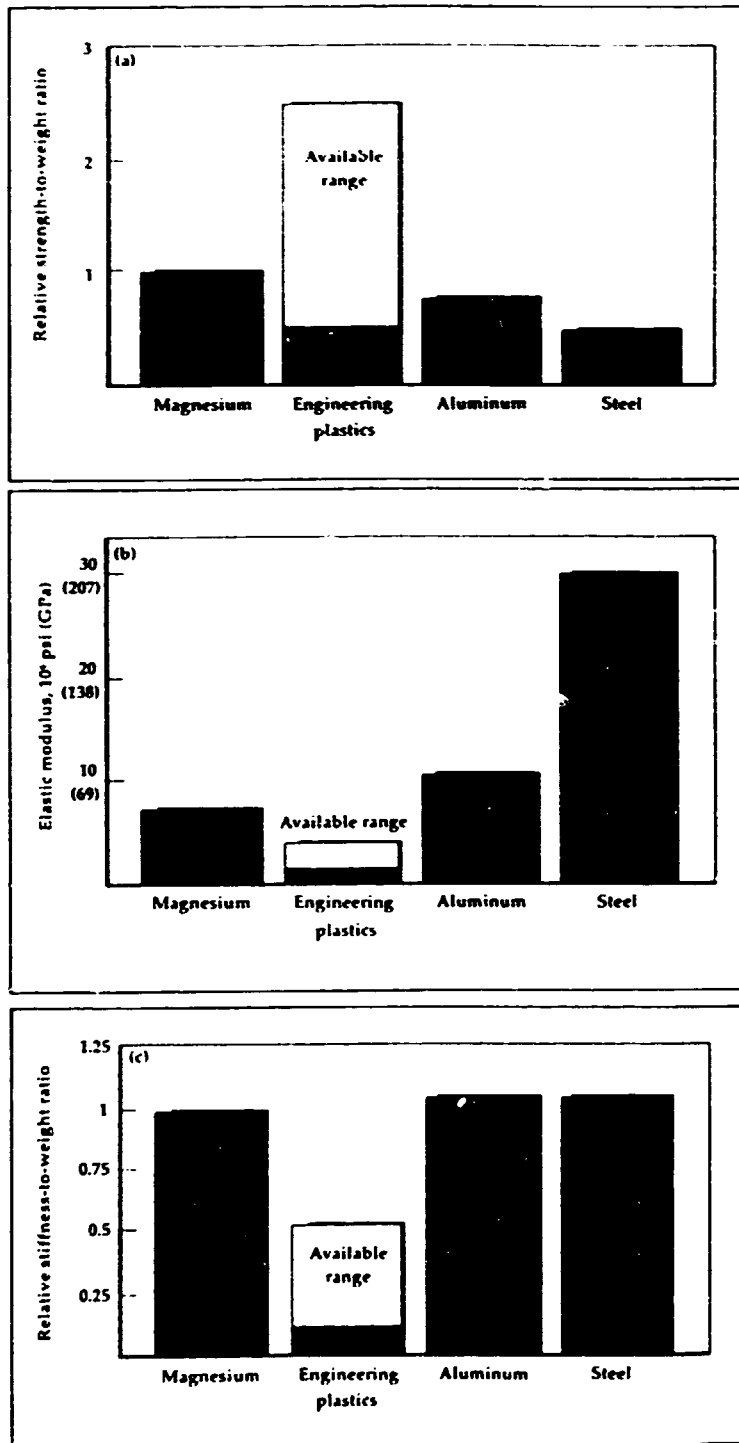 (a)
Relative strength-to-weight ratio
3
2
1
Available
range
Magnesium
Engineering
plastics
Aluminum
Steel
(b)
Elastic modulus, 10⁶ psi (GPa)
30
(207)
20
(138)
10
(69)
Available range
Magnesium
Engineering
plastics
Aluminum
Steel
(c)
Relative stiffness-to-weight ratio
1.25
1
0.75
0.5
0.25
Available
range
Magnesium
Engineering
plastics
Aluminum
Steel